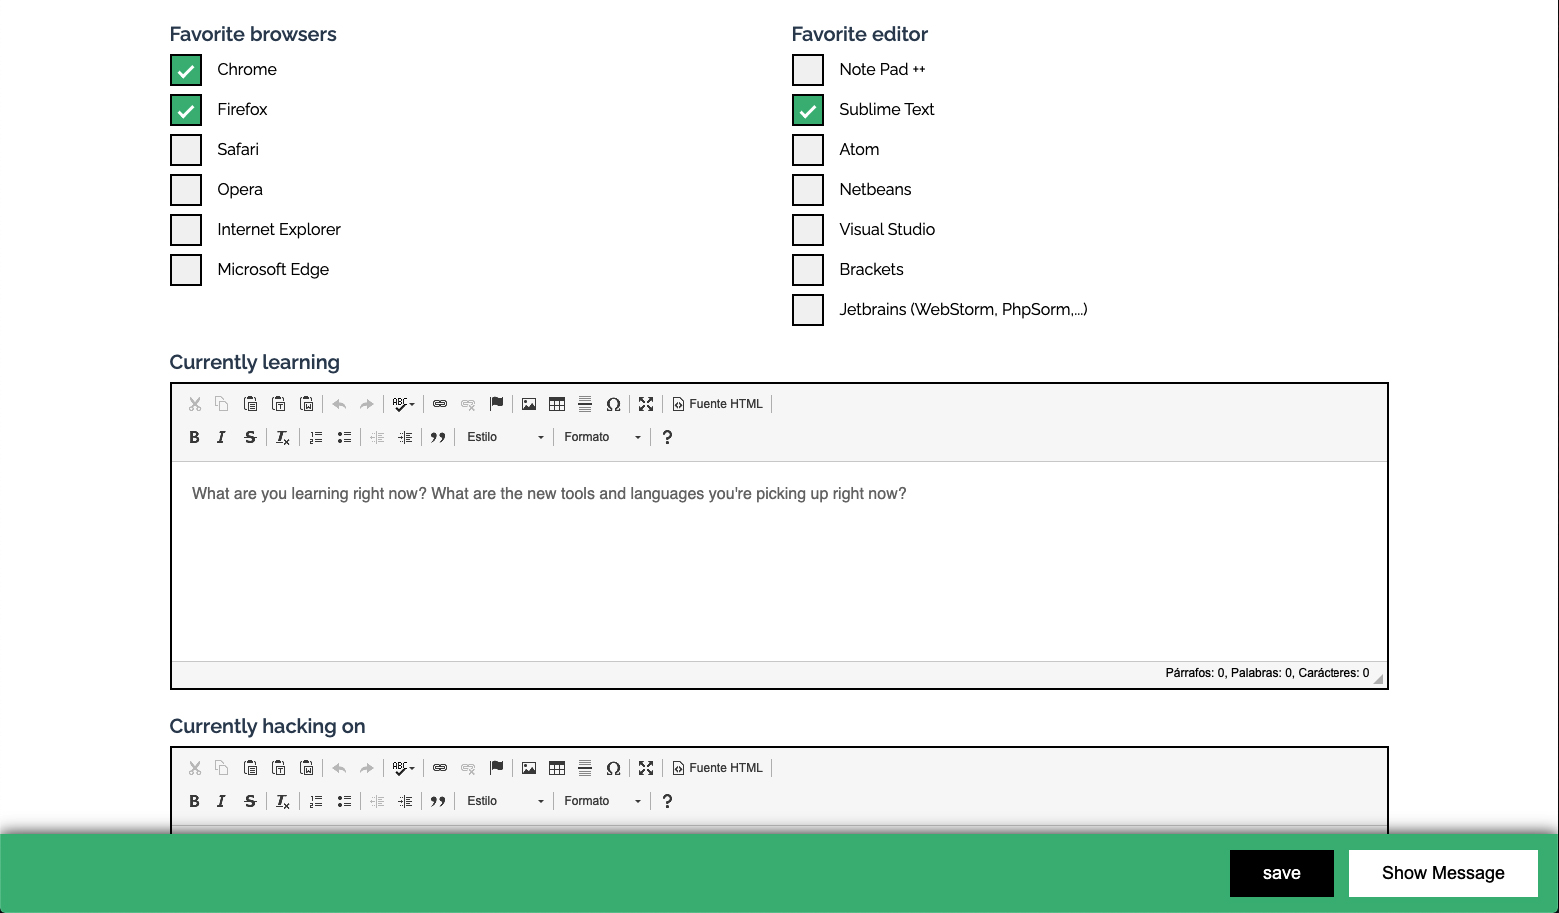 Favorite browsers
Chrome
Firefox
Safari
Opera
Internet Explorer
Microsoft Edge
Favorite editor
Note Pad ++
Sublime Text
Atom
Netbeans
Visual Studio
Brackets
Jetbrains (WebStorm, PhpSorm,...)
Currently learning
Fuente HTML
Estilo Formato ?
What are you learning right now? What are the new tools and languages you're picking up right now?
Párrafos: 0, Palabras: 0, Carácteres: 0
Currently hacking on
Fuente HTML
Estilo Formato ?
save Show Message